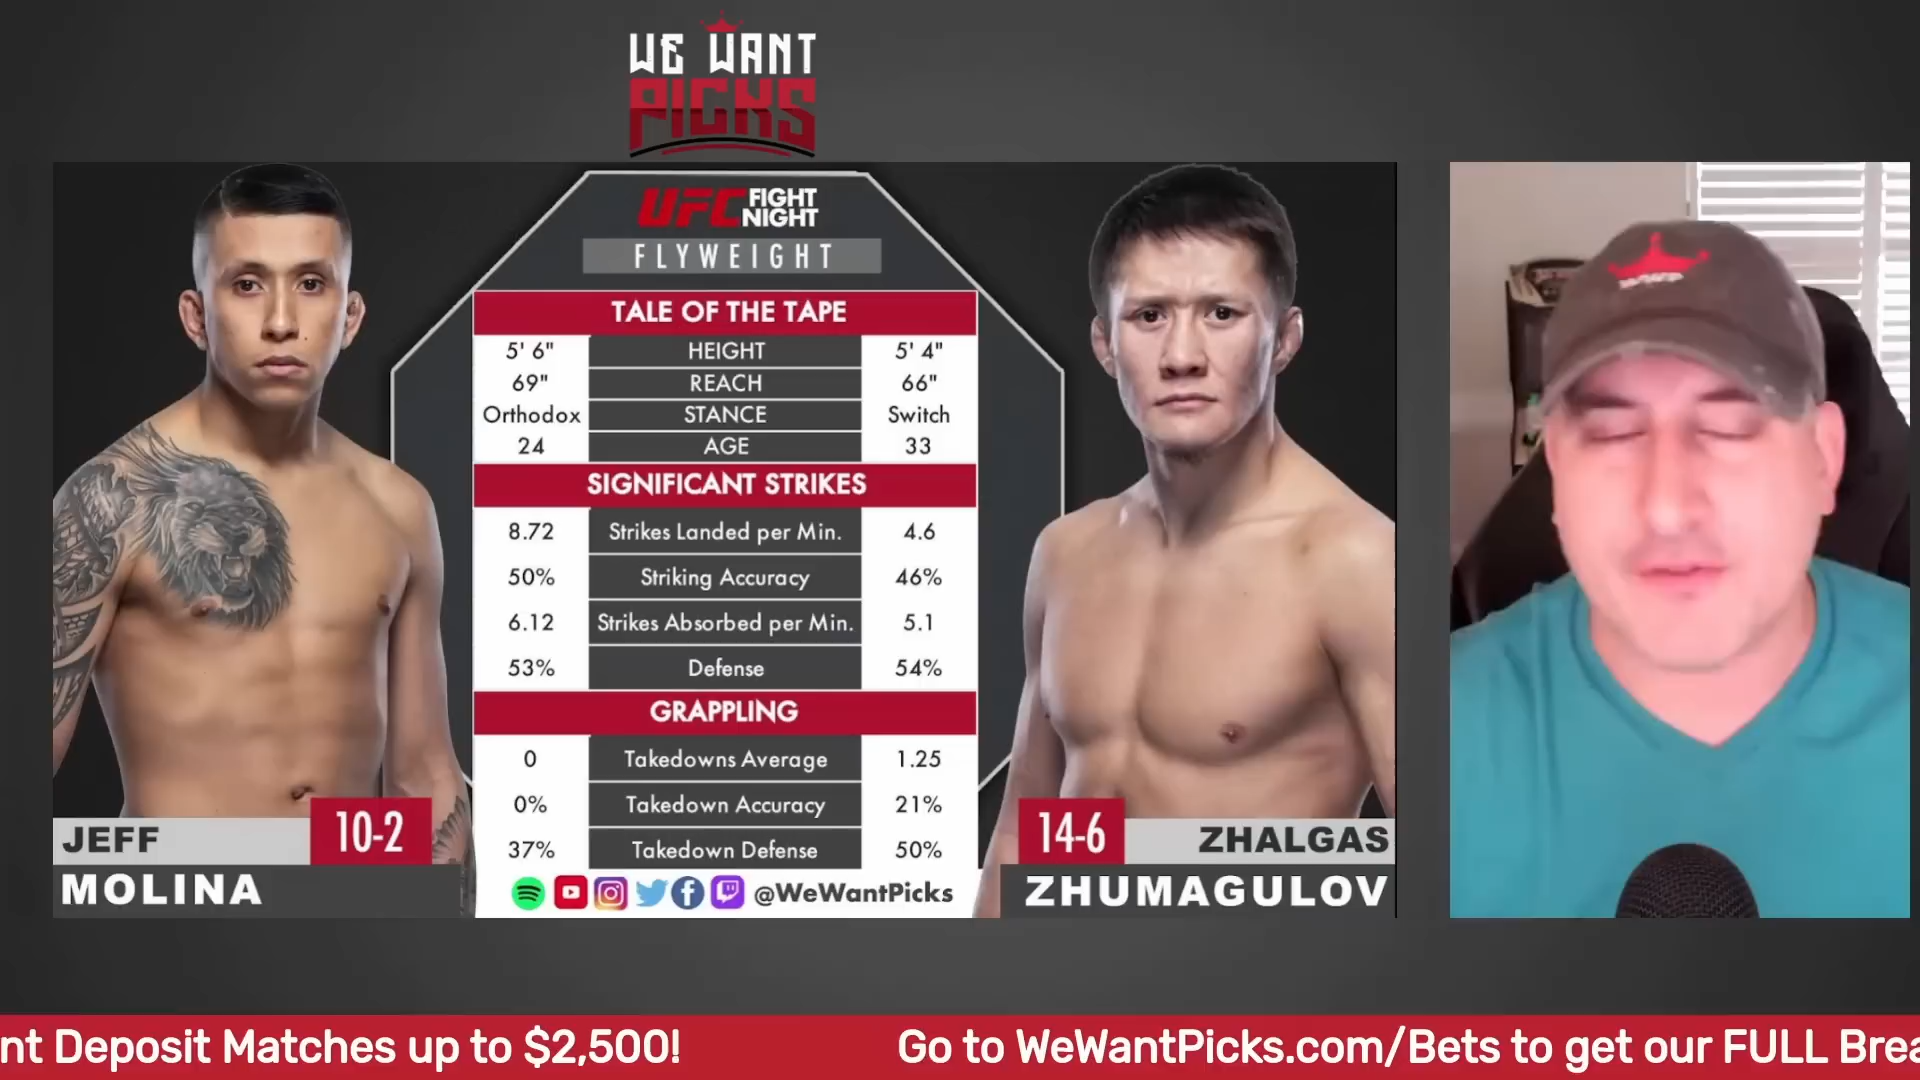 WE WANT
PICKS
UFC FIGHT
NIGHT
FLYWEIGHT
TALE OF THE TAPE
5' 6" HEIGHT 5' 4"
69" REACH 66"
Orthodox STANCE Switch
24 AGE 33
SIGNIFICANT STRIKES
8.72 Strikes Landed per Min. 4.6
50% Striking Accuracy 46%
6.12 Strikes Absorbed per Min. 5.1
53% Defense 54%
GRAPPLING
0 Takedowns Average 1.25
0% Takedown Accuracy 21%
37% Takedown Defense 50%
@WeWantPicks
JEFF 10-2
MOLINA
14-6 ZHALGAS
ZHUMAGULOV
nt Deposit Matches up to $2,500! Go to WeWantPicks.com/Bets to get our FULL Brea